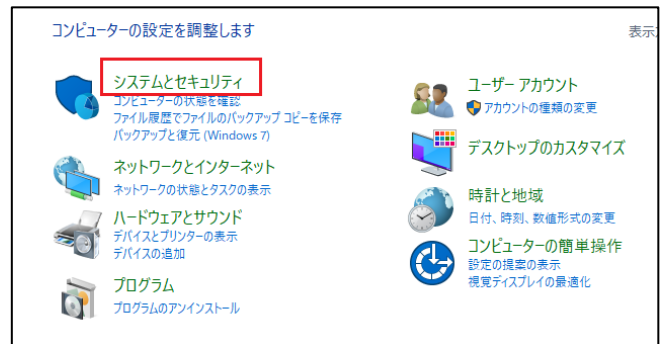 コンピューターの設定を調整します
表示
システムとセキュリティ
コンピューターの状態を確認
ファイル履歴でファイルのバックアップ コピーを保存
バックアップと復元 (Windows 7)
ネットワークとインターネット
ネットワークの状態とタスクの表示
ハードウェアとサウンド
デバイスとプリンターの表示
デバイスの追加
プログラム
プログラムのアンインストール
ユーザー アカウント
アカウントの種類の変更
デスクトップのカスタマイズ
時計と地域
日付、時刻、数値形式の変更
コンピューターの簡単操作
設定の提案の表示
視覚ディスプレイの最適化